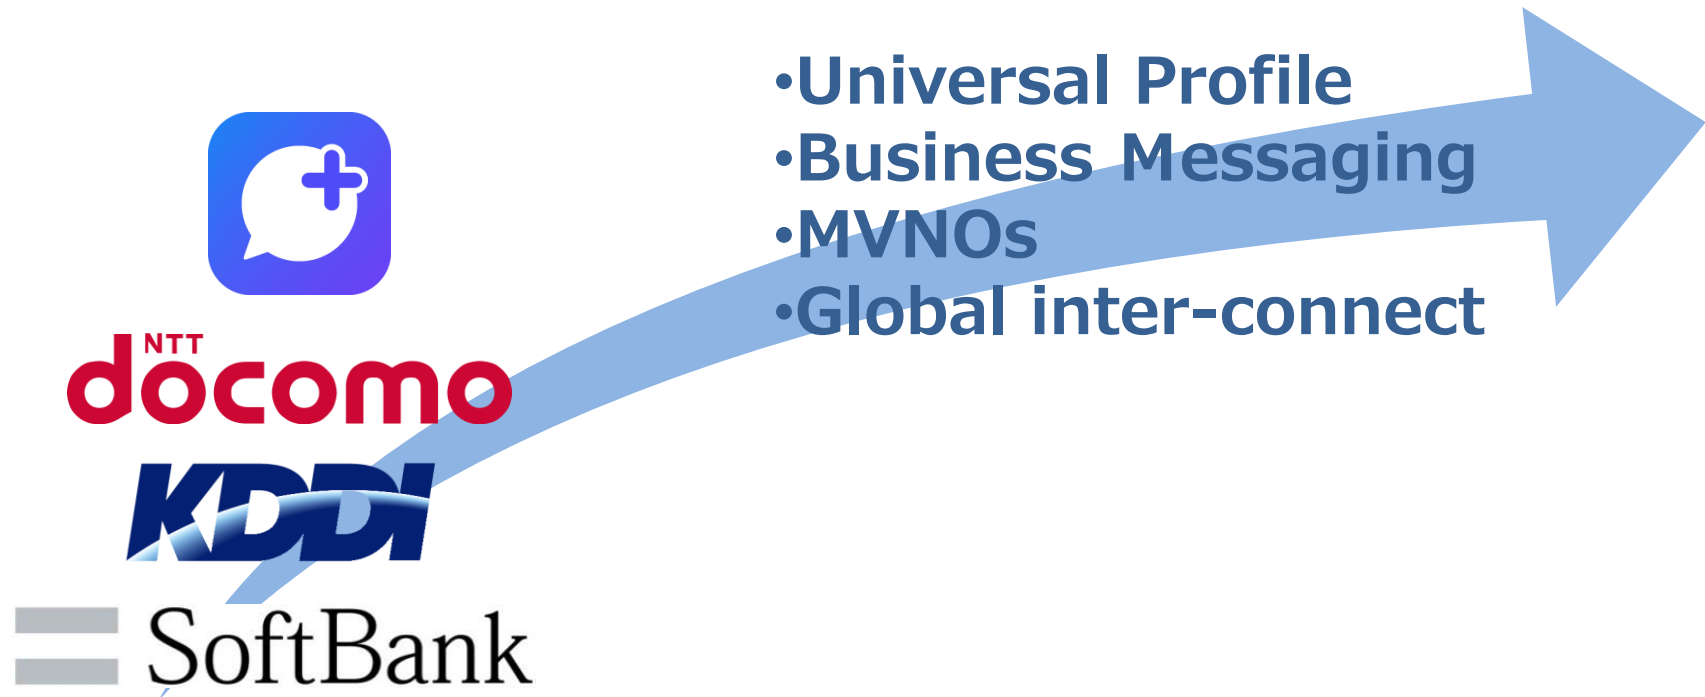 •Universal Profile
•Business Messaging
•MVNOs
•Global inter-connect
NTT
docomo
KDDI
SoftBank